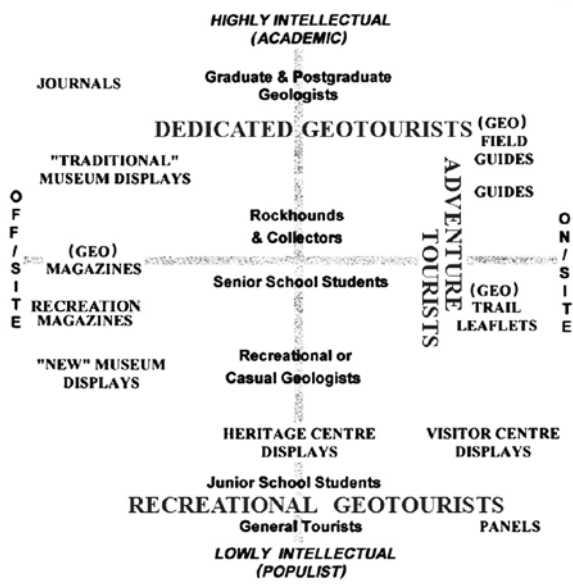 HIGHLY INTELLECTUAL
(ACADEMIC)
JOURNALS
Graduate & Postgraduate
Geologists
DEDICATED GEOTOURISTS
(GEO)
FIELD
GUIDES
"TRADITIONAL"
MUSEUM DISPLAYS
GUIDES
ADVENTURE
TOURISTS
OFF/SITE
ON/SITE
Rockhounds
& Collectors
(GEO)
MAGAZINES
Senior School Students
(GEO)
TRAIL
LEAFLETS
RECREATION
MAGAZINES
"NEW" MUSEUM
DISPLAYS
Recreational or
Casual Geologists
HERITAGE CENTRE
DISPLAYS
VISITOR CENTRE
DISPLAYS
Junior School Students
RECREATIONAL GEOTOURISTS
General Tourists
PANELS
LOWLY INTELLECTUAL
(POPULIST)